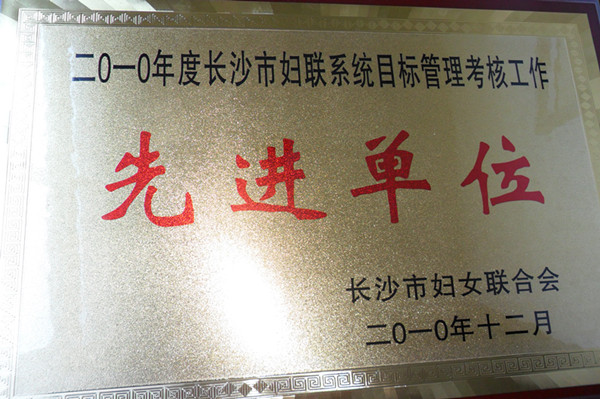 二0一0年度长沙市妇联系统目标管理考核工作
先进单位
长沙市妇女联合会
二0一0年十二月